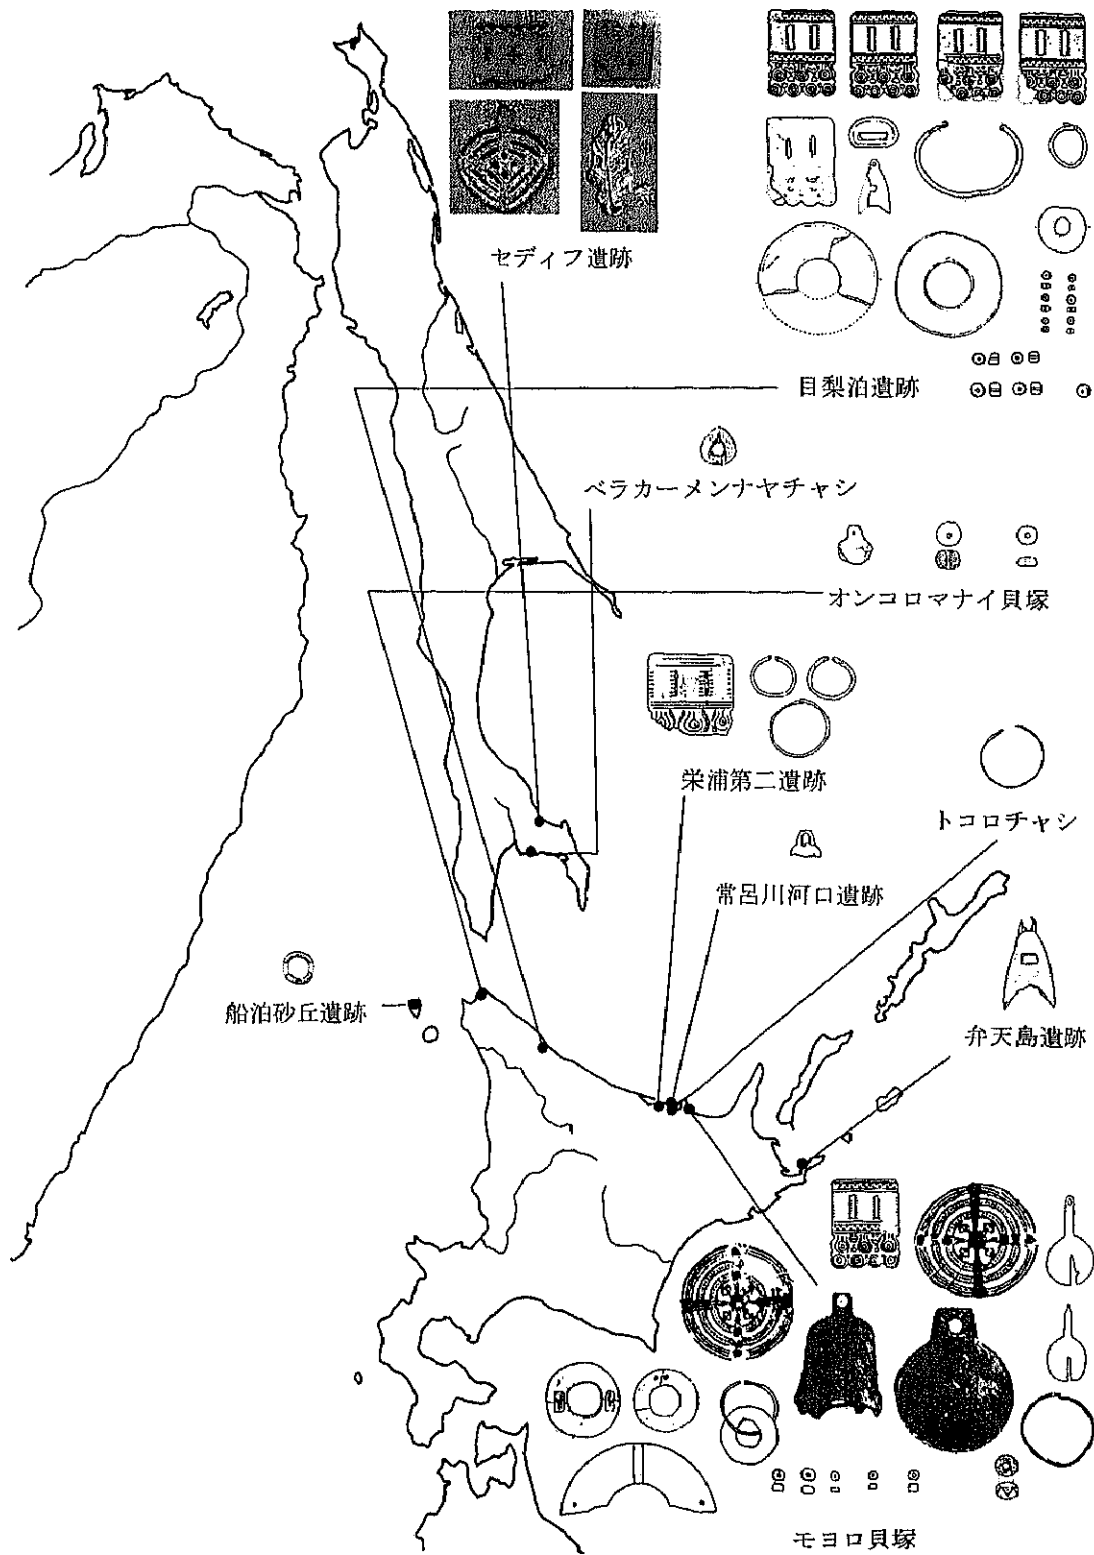 セディフ遺跡
目梨泊遺跡
ベラカーメンナヤチャシ
オンコロマナイ貝塚
栄浦第二遺跡
トコロチャシ
常呂川河口遺跡
船泊砂丘遺跡
弁天島遺跡
モヨロ貝塚